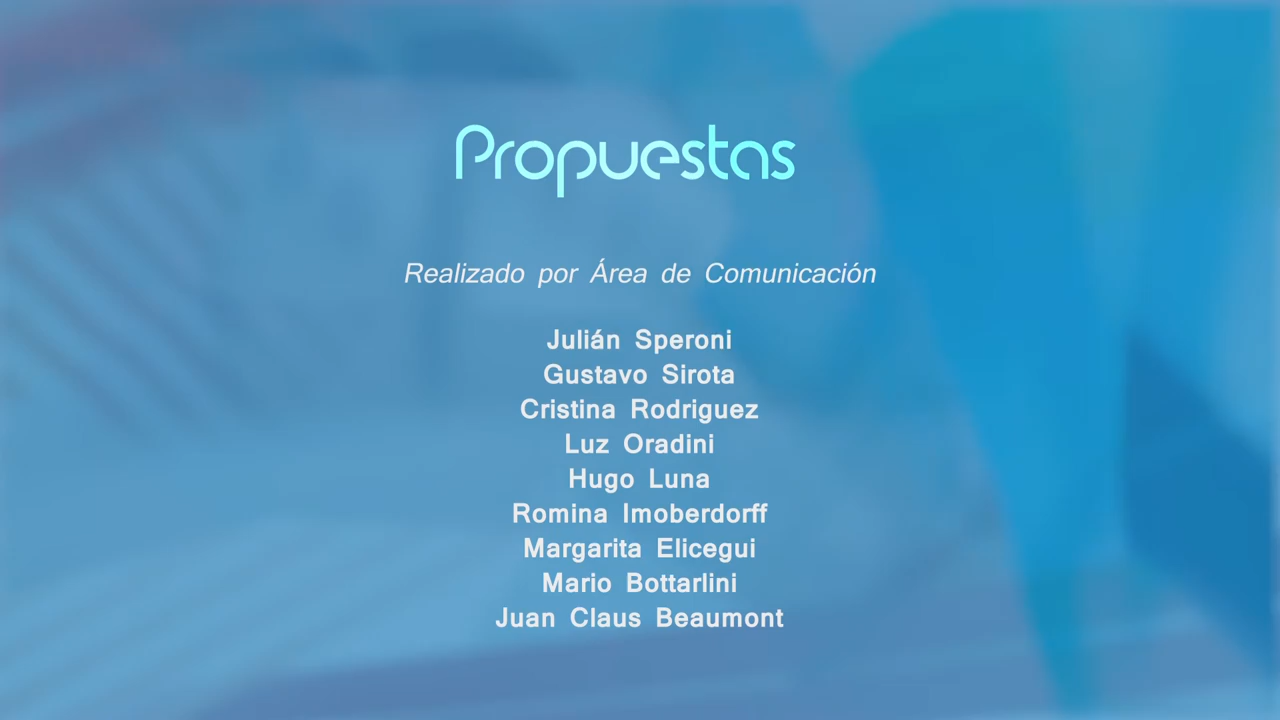 Propuestas
Realizado por Área de Comunicación
Julián Speroni
Gustavo Sirota
Cristina Rodriguez
Luz Oradini
Hugo Luna
Romina Imoberdorff
Margarita Elicegui
Mario Bottarlini
Juan Claus Beaumont